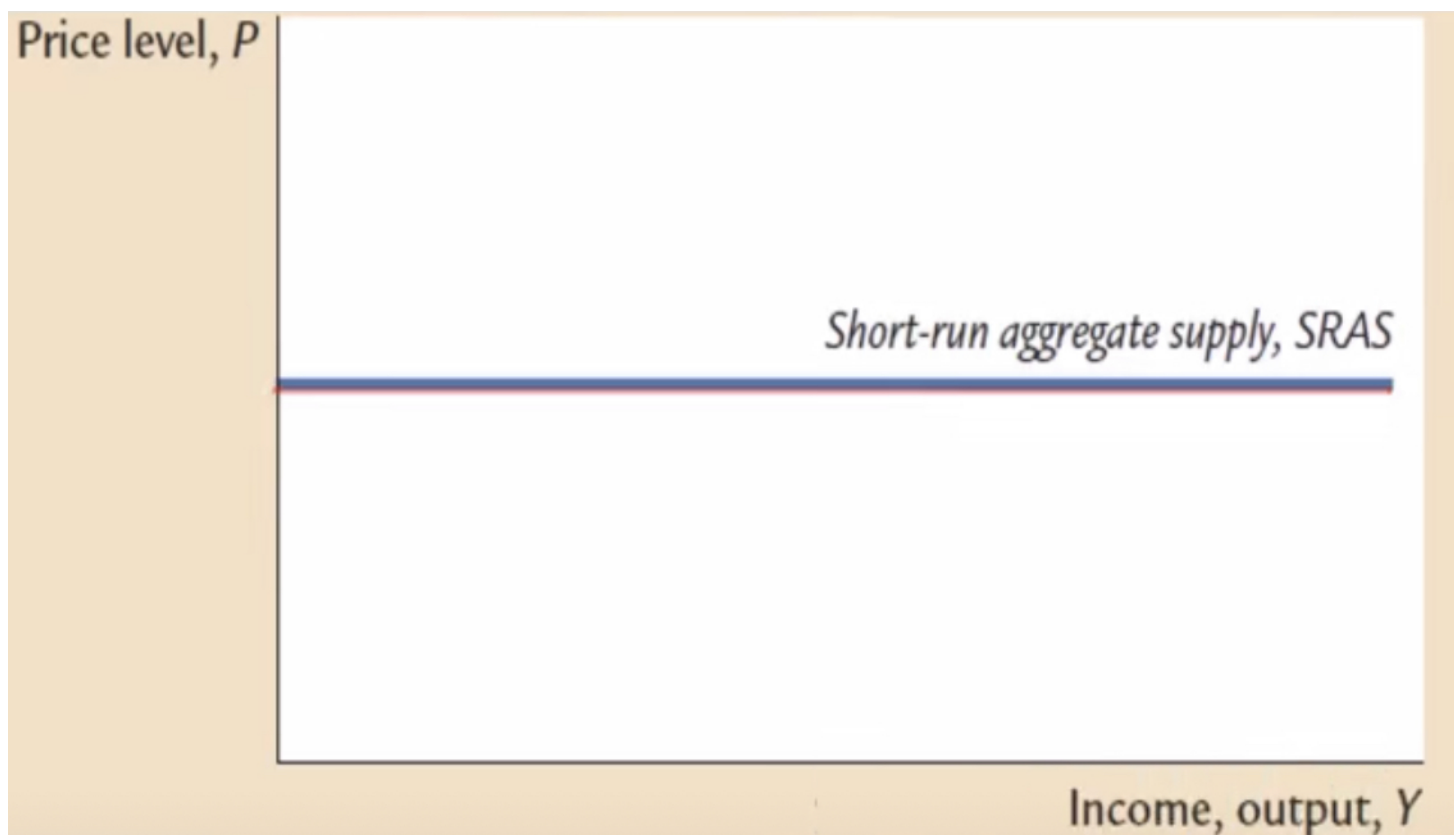 Price level, P
Short-run aggregate supply, SRAS
Income, output, Y